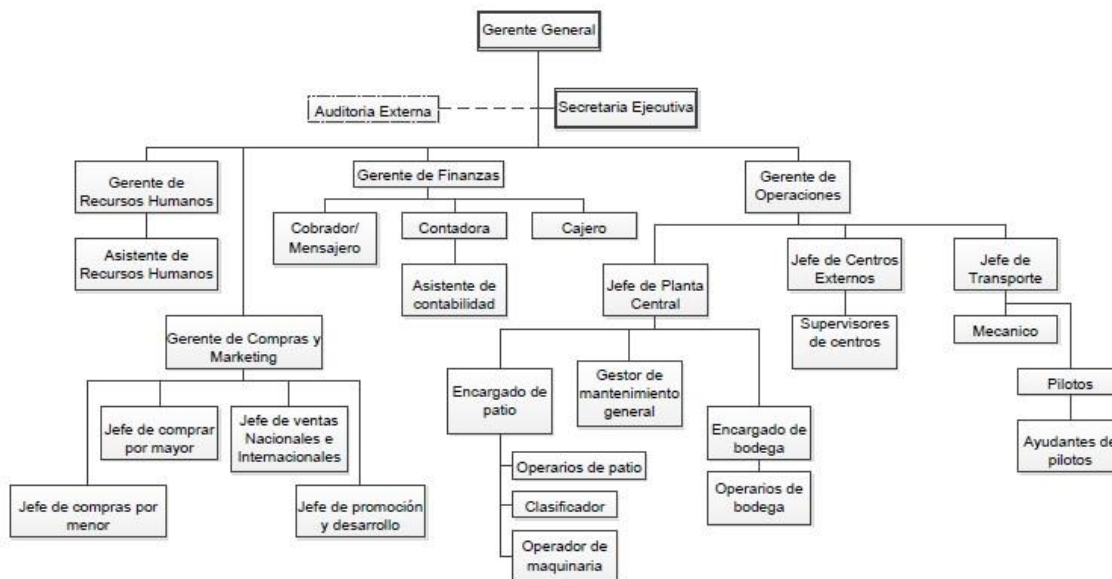 Gerente General
Auditoria Externa
Secretaria Ejecutiva
Gerente de
Recursos Humanos
Gerente de Finanzas
Gerente de
Operaciones
Cobrador/
Mensajero
Contadora
Cajero
Asistente de
Recursos Humanos
Asistente de
contabilidad
Jefe de Planta
Central
Jefe de Centros
Externos
Jefe de
Transporte
Gerente de Compras y
Marketing
Supervisores
de centros
Mecanico
Encargado de
patio
Gestor de
mantenimiento
general
Pilotos
Jefe de comprar
por mayor
Jefe de ventas
Nacionales e
Internacionales
Encargado de
bodega
Ayudantes de
pilotos
Operarios de patio
Operarios de
bodega
Jefe de compras por
menor
Jefe de promoción
y desarrollo
Clasificador
Operador de
maquinaria